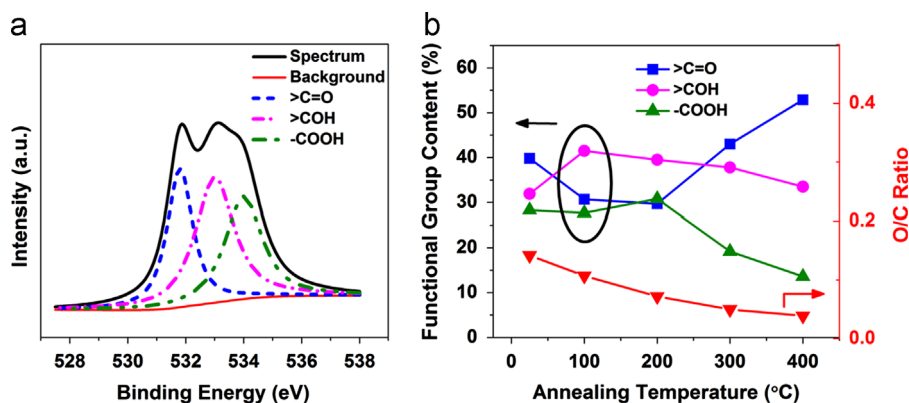 a
Spectrum
Background
>C=O
>COH
-COOH
Intensity (a.u.)
528 530 532 534 536 538
Binding Energy (eV)
b
>C=O
>COH
-COOH
Functional Group Content (%)
60
50
40
30
20
10
0
0 100 200 300 400
Annealing Temperature (°C)
0.4
0.2
0.0
O/C Ratio